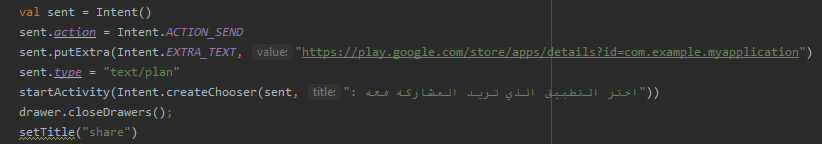 val sent = Intent()
sent.action = Intent.ACTION_SEND
sent.putExtra(Intent.EXTRA_TEXT, value: "https://play.google.com/store/apps/details?id=com.example.myapplication")
sent.type = "text/plan"
startActivity(Intent.createChooser(sent, title: "اختر التطبيق الذي تريد المشاركة معه :"))
drawer.closeDrawers();
setTitle("share")